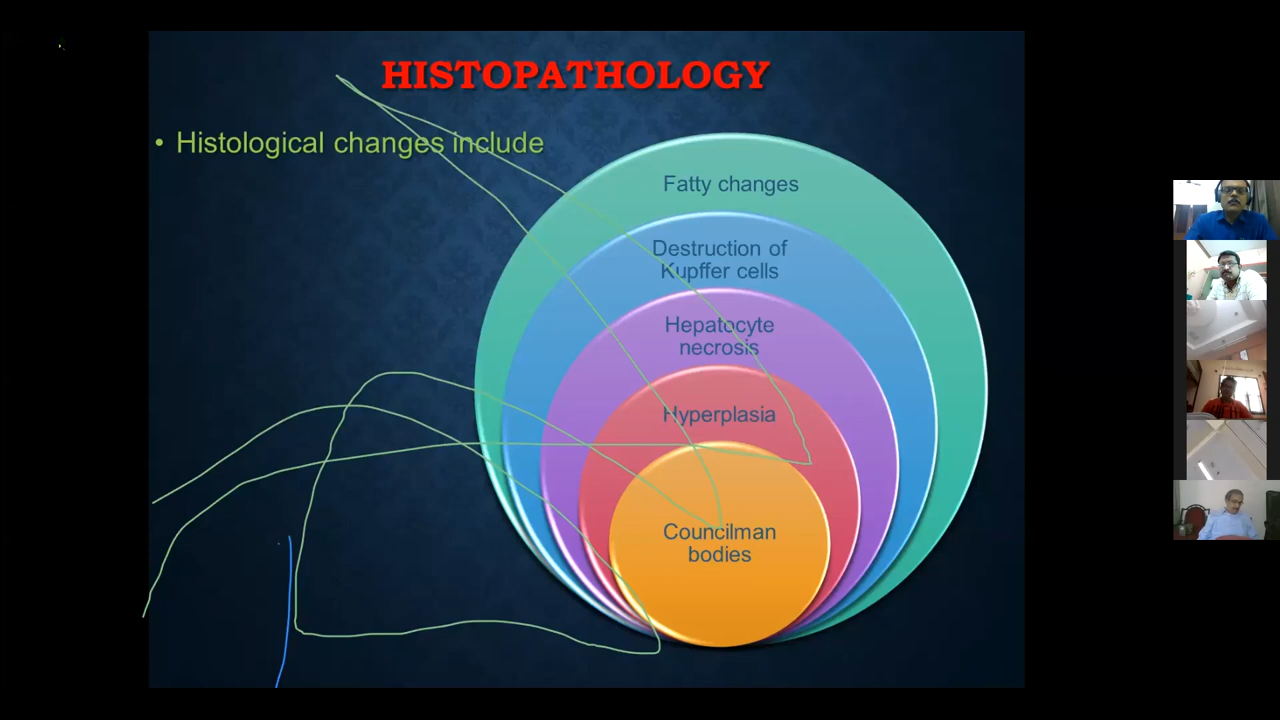 HISTOPATHOLOGY
• Histological changes include
Fatty changes
Destruction of
Kupffer cells
Hepatocyte
necrosis
Hyperplasia
Councilman
bodies